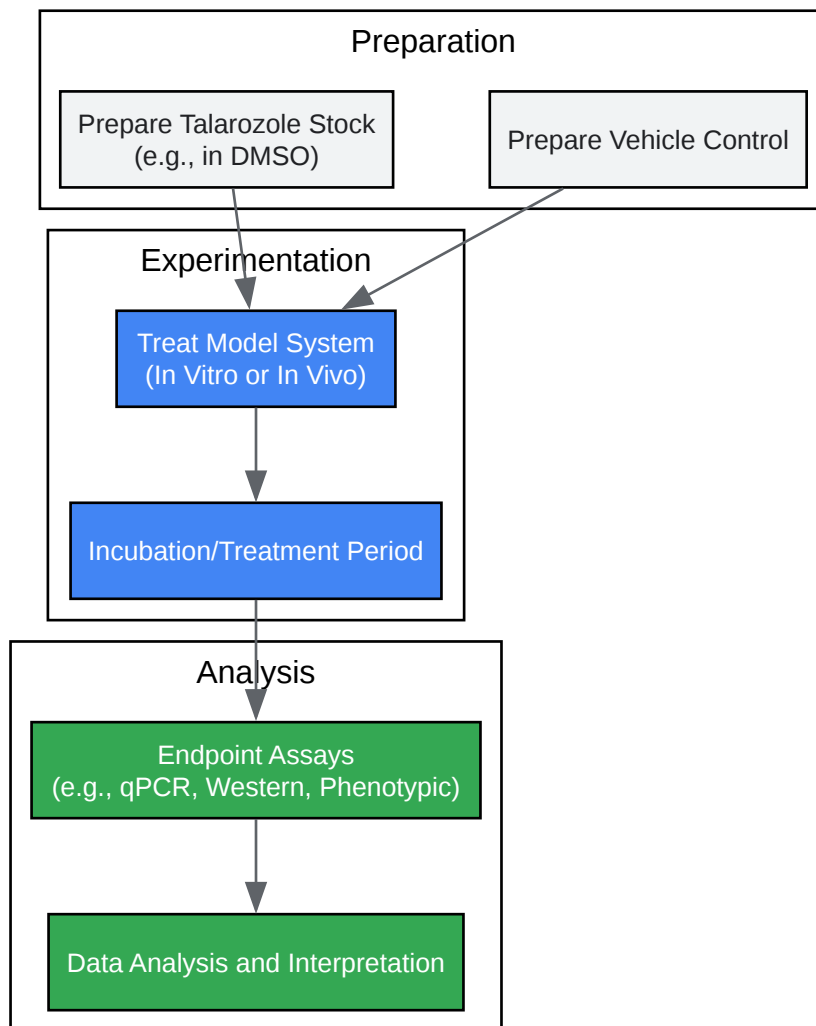 Preparation
Prepare Talarozole Stock
(e.g., in DMSO)
Prepare Vehicle Control
Experimentation
Treat Model System
(In Vitro or In Vivo)
Incubation/Treatment Period
Analysis
Endpoint Assays
(e.g., qPCR, Western, Phenotypic)
Data Analysis and Interpretation